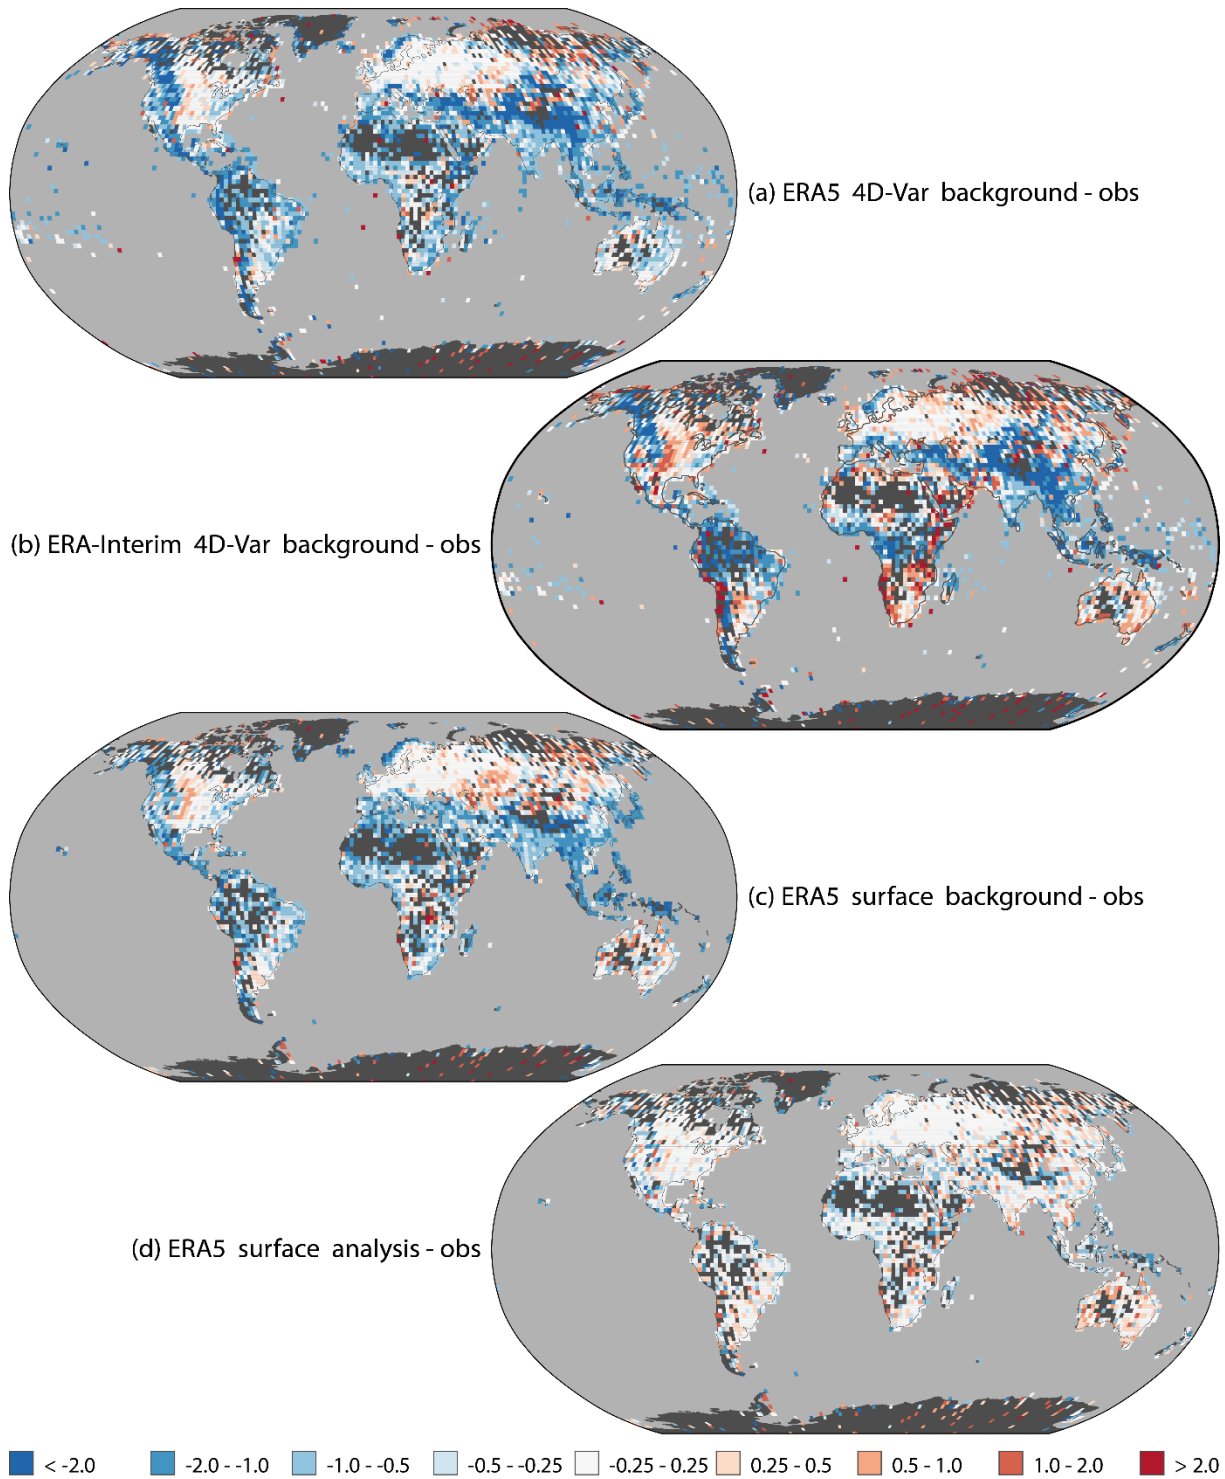 (a) ERA5 4D-Var background - obs
(b) ERA-Interim 4D-Var background - obs
(c) ERA5 surface background - obs
(d) ERA5 surface analysis - obs
< -2.0 -2.0 - -1.0 -1.0 - -0.5 -0.5 - -0.25 -0.25 - 0.25 0.25 - 0.5 0.5 - 1.0 1.0 - 2.0 > 2.0